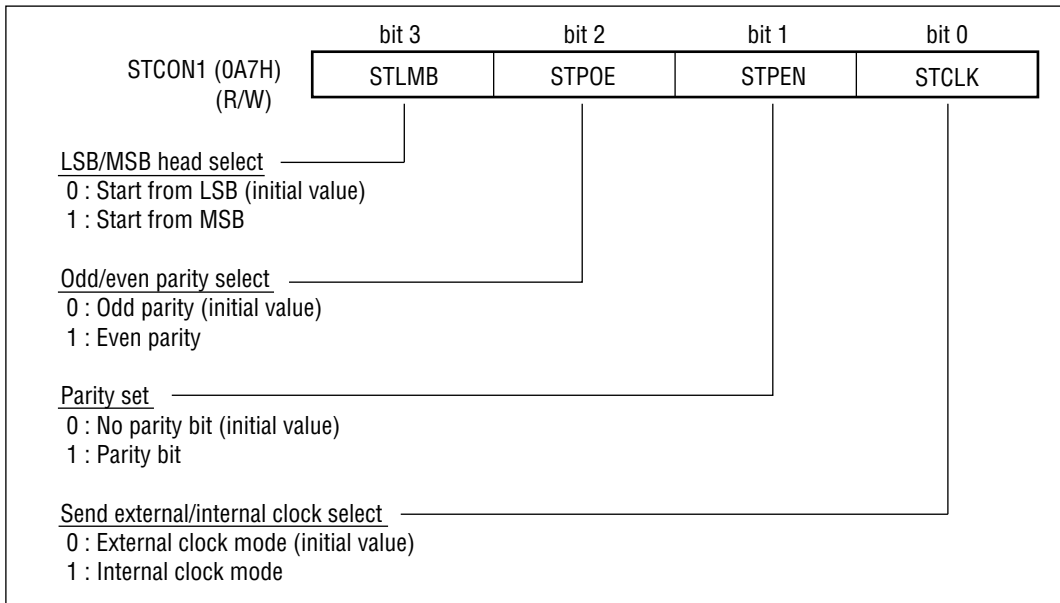 bit 3 bit 2 bit 1 bit 0
STCON1 (0A7H) STLMB STPOE STPEN STCLK
(R/W)
LSB/MSB head select
0 : Start from LSB (initial value)
1 : Start from MSB
Odd/even parity select
0 : Odd parity (initial value)
1 : Even parity
Parity set
0 : No parity bit (initial value)
1 : Parity bit
Send external/internal clock select
0 : External clock mode (initial value)
1 : Internal clock mode